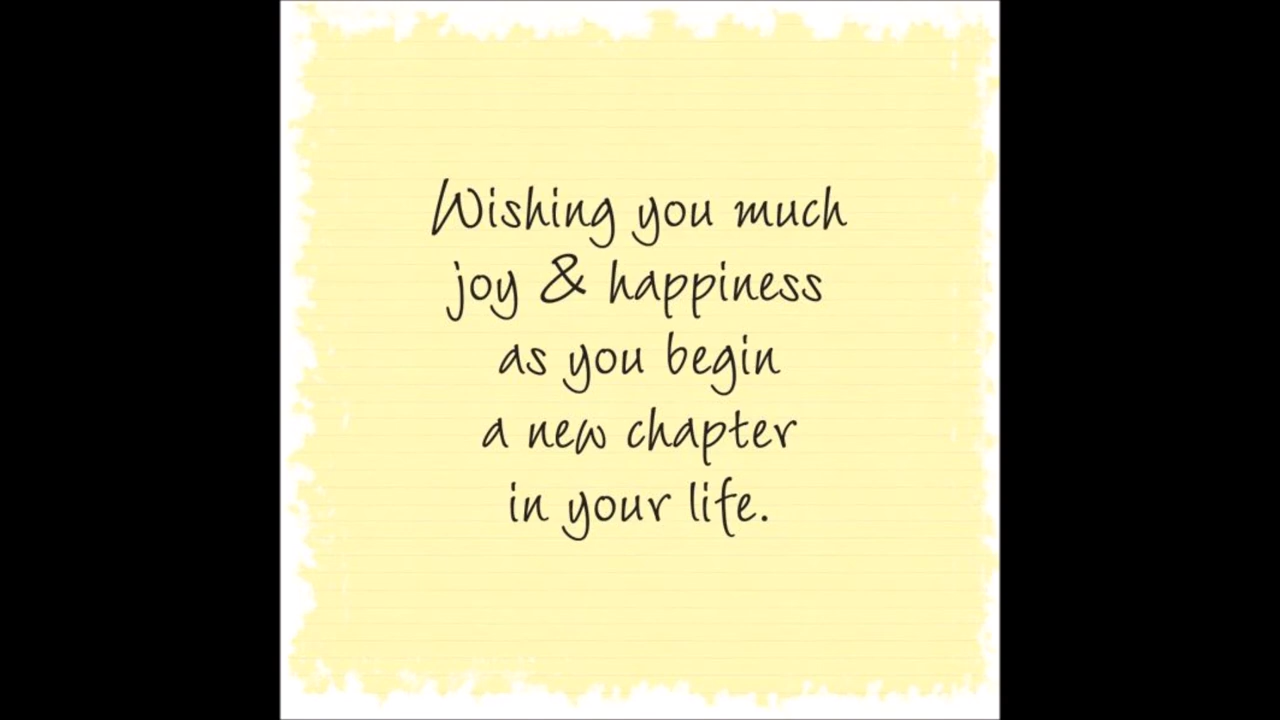 Wishing you much
joy & happiness
as you begin
a new chapter
in your life.